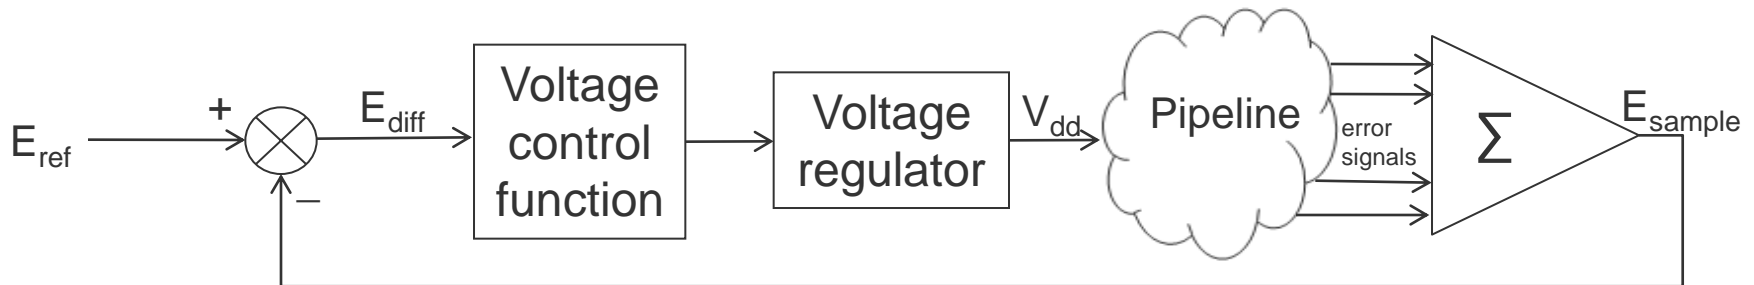 E_ref
+
–
E_diff
Voltage
control
function
Voltage
regulator
V_dd
Pipeline
error
signals
Σ
E_sample